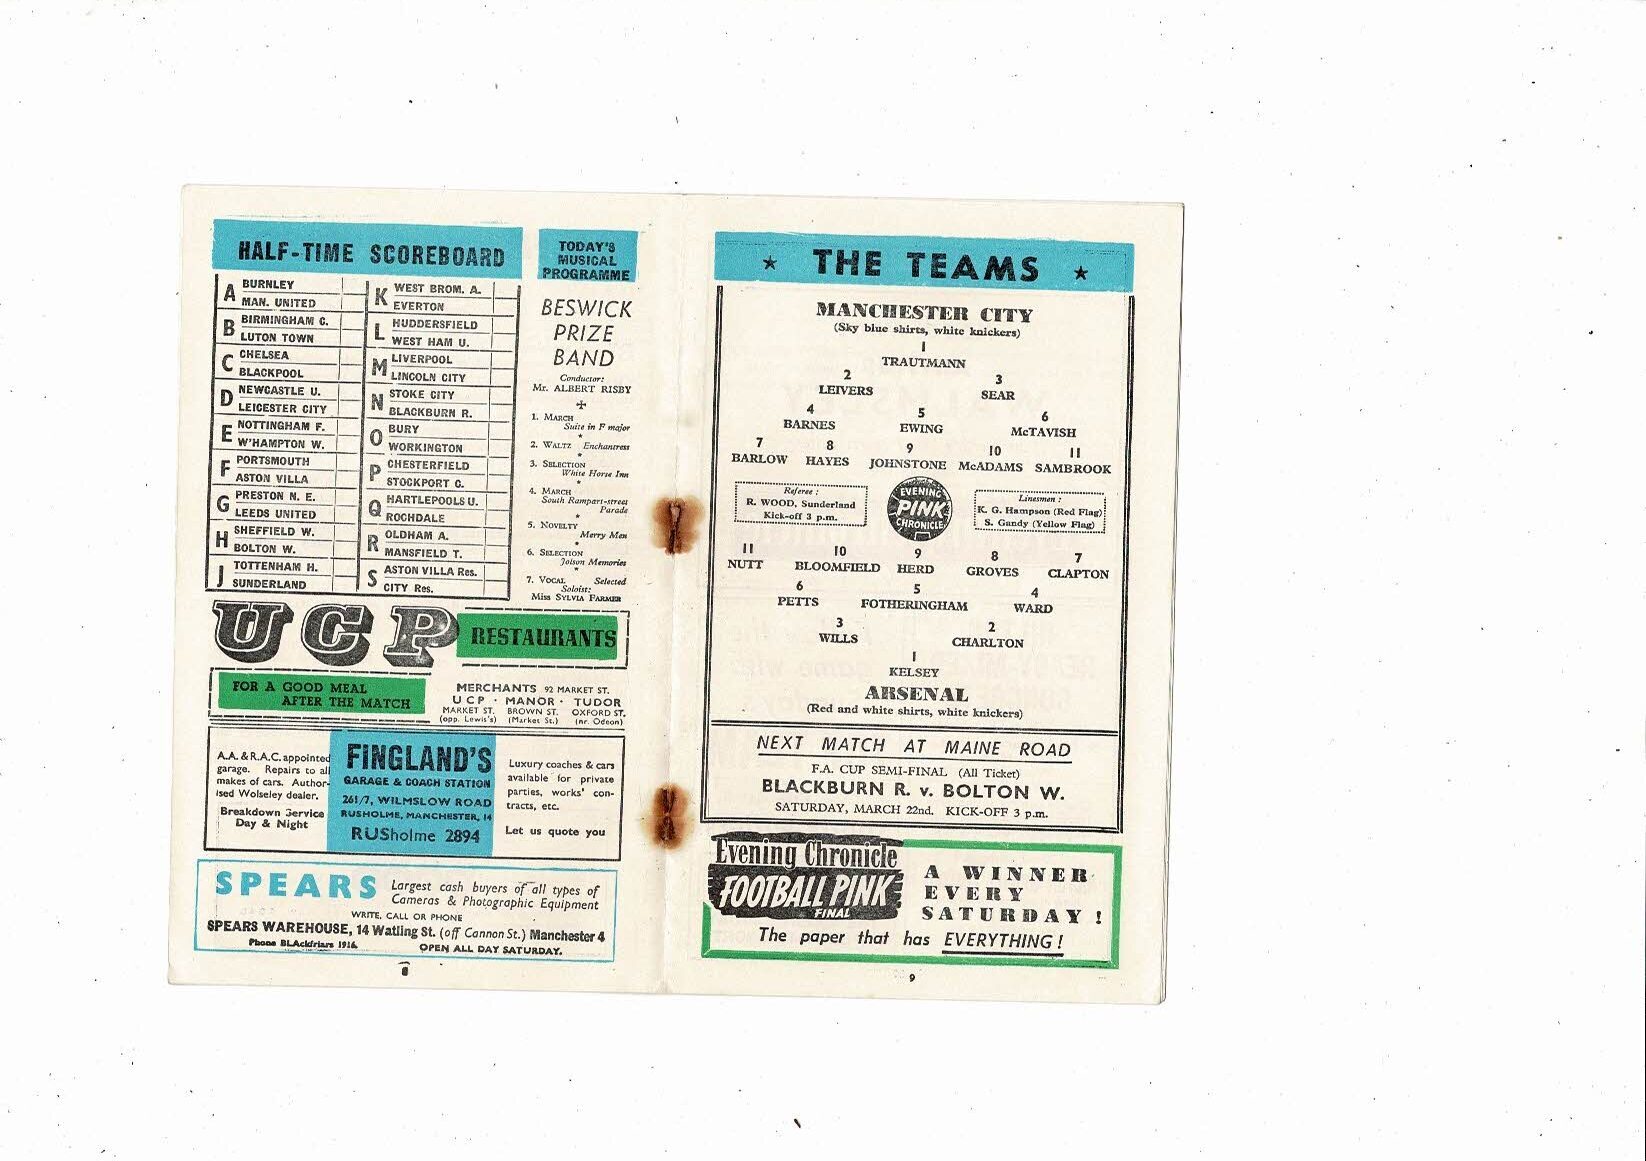 HALF-TIME SCOREBOARD
A BURNLEY
MAN. UNITED
B BIRMINGHAM C.
LUTON TOWN
C CHELSEA
BLACKPOOL
D NEWCASTLE U.
LEICESTER CITY
E NOTTINGHAM F.
W'HAMPTON W.
F PORTSMOUTH
ASTON VILLA
G PRESTON N. E.
LEEDS UNITED
H SHEFFIELD W.
BOLTON W.
J TOTTENHAM H.
SUNDERLAND
K WEST BROM. A.
EVERTON
L HUDDERSFIELD
WEST HAM U.
M LIVERPOOL
LINCOLN CITY
N STOKE CITY
BLACKBURN R.
O BURY
WORKINGTON
P CHESTERFIELD
STOCKPORT C.
Q HARTLEPOOLS U.
ROCHDALE
R OLDHAM A.
MANSFIELD T.
S ASTON VILLA Res.
CITY Res.
TODAY'S
MUSICAL
PROGRAMME
BESWICK
PRIZE
BAND
Conductor:
Mr. ALBERT RISBY
1. MARCH
Suite in F major
2. WALTZ Enchantress
3. SELECTION
White Horse Inn
4. MARCH
South Rampart-street
Parade
5. NOVELTY
Merry Men
6. SELECTION
Jolson Memories
7. VOCAL Selected
Soloist:
Miss SYLVIA FARMER
UCP RESTAURANTS
FOR A GOOD MEAL
AFTER THE MATCH
MERCHANTS 92 MARKET ST.
UCP · MANOR · TUDOR
MARKET ST. BROWN ST. OXFORD ST.
(opp. Lewis's) (Market St.) (nr. Odeon)
A.A. & R.A.C. appointed
garage. Repairs to all
makes of cars. Author-
ised Wolseley dealer.
Breakdown Service
Day & Night
FINGLAND'S
GARAGE & COACH STATION
261/7, WILMSLOW ROAD
RUSHOLME, MANCHESTER, 14
RUSholme 2894
Luxury coaches & cars
available for private
parties, works' con-
tracts, etc.
Let us quote you
SPEARS Largest cash buyers of all types of
Cameras & Photographic Equipment
WRITE, CALL OR PHONE
SPEARS WAREHOUSE, 14 Watling St. (off Cannon St.) Manchester 4
Phone BLAckfriars 1916. OPEN ALL DAY SATURDAY.
8
★ THE TEAMS ★
MANCHESTER CITY
(Sky blue shirts, white knickers)
1
TRAUTMANN
2 3
LEIVERS SEAR
4 5 6
BARNES EWING McTAVISH
7 8 9 10 11
BARLOW HAYES JOHNSTONE McADAMS SAMBROOK
Referee :
R. WOOD, Sunderland
Kick-off 3 p.m.
EVENING
PINK
CHRONICLE
Linesmen :
K. G. Hampson (Red Flag)
S. Gandy (Yellow Flag)
11 10 9 8 7
NUTT BLOOMFIELD HERD GROVES CLAPTON
6 5 4
PETTS FOTHERINGHAM WARD
3 2
WILLS CHARLTON
1
KELSEY
ARSENAL
(Red and white shirts, white knickers)
NEXT MATCH AT MAINE ROAD
F.A. CUP SEMI-FINAL (All Ticket)
BLACKBURN R. v. BOLTON W.
SATURDAY, MARCH 22nd. KICK-OFF 3 p.m.
Evening Chronicle
FOOTBALL PINK
FINAL
A WINNER
EVERY
SATURDAY !
The paper that has EVERYTHING !
9